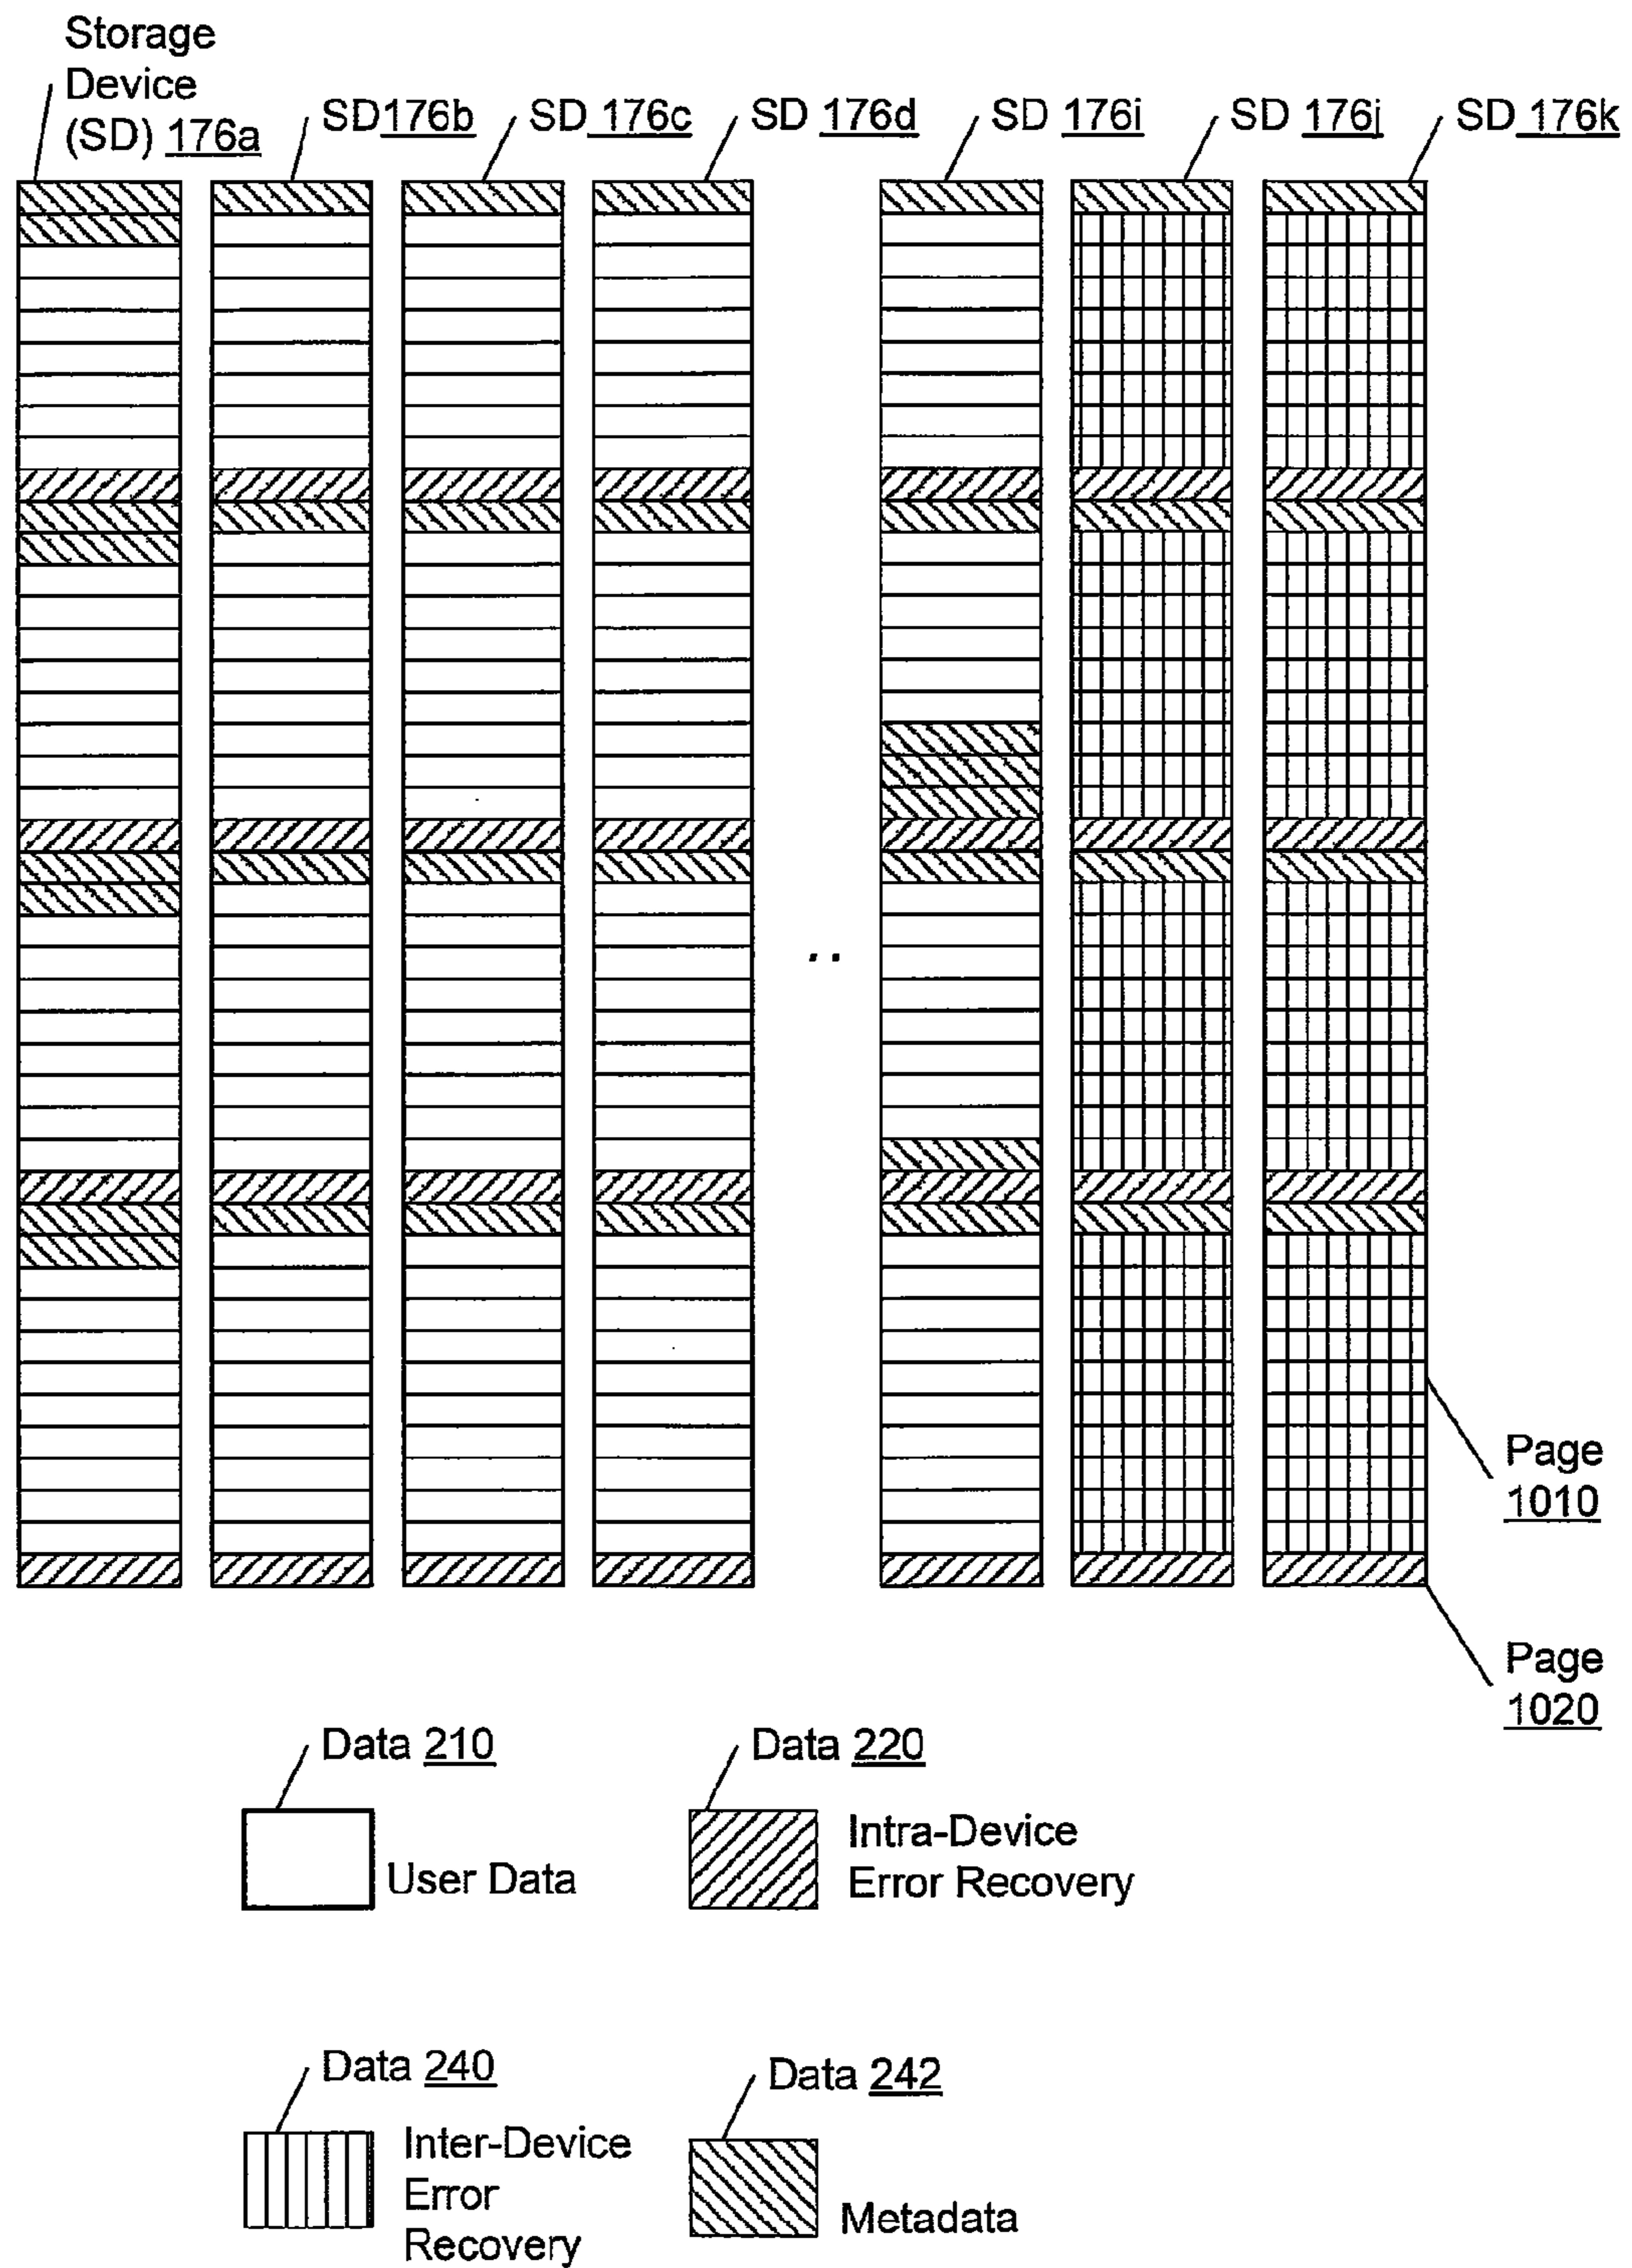 Storage
Device
(SD) 176a
SD176b
SD 176c
SD 176d
SD 176i
SD 176j
SD 176k
Page
1010
Page
1020
Data 210
User Data
Data 220
Intra-Device
Error Recovery
Data 240
Inter-Device
Error
Recovery
Data 242
Metadata